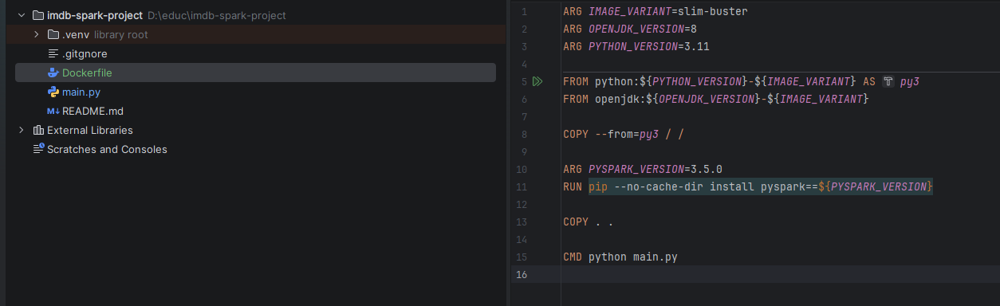 imdb-spark-project D:\educ\imdb-spark-project
.venv library root
.gitgnore
Dockerfile
main.py
README.md
External Libraries
Scratches and Consoles
1 ARG IMAGE_VARIANT=slim-buster
2 ARG OPENJDK_VERSION=8
3 ARG PYTHON_VERSION=3.11
4
5 FROM python:${PYTHON_VERSION}-${IMAGE_VARIANT} AS py3
6 FROM openjdk:${OPENJDK_VERSION}-${IMAGE_VARIANT}
7
8 COPY --from=py3 / /
9
10 ARG PYSPARK_VERSION=3.5.0
11 RUN pip --no-cache-dir install pyspark==${PYSPARK_VERSION}
12
13 COPY . .
14
15 CMD python main.py
16